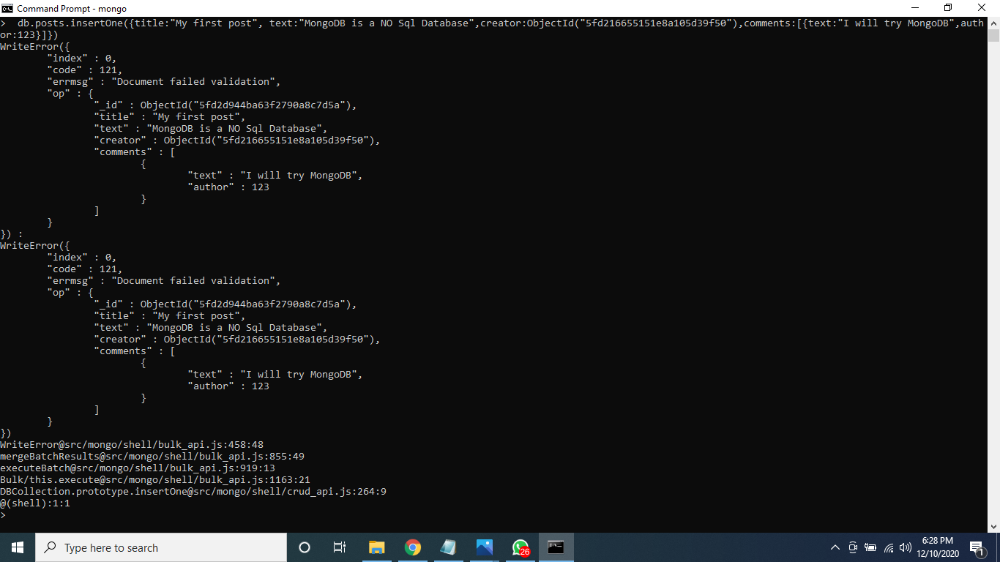 Command Prompt - mongo
>  db.posts.insertOne({title:"My first post", text:"MongoDB is a NO Sql Database",creator:ObjectId("5fd216655151e8a105d39f50"),comments:[{text:"I will try MongoDB",auth
or:123}]})
WriteError({
        "index" : 0,
        "code" : 121,
        "errmsg" : "Document failed validation",
        "op" : {
                "_id" : ObjectId("5fd2d944ba63f2790a8c7d5a"),
                "title" : "My first post",
                "text" : "MongoDB is a NO Sql Database",
                "creator" : ObjectId("5fd216655151e8a105d39f50"),
                "comments" : [
                        {
                                "text" : "I will try MongoDB",
                                "author" : 123
                        }
                ]
        }
}) :
WriteError({
        "index" : 0,
        "code" : 121,
        "errmsg" : "Document failed validation",
        "op" : {
                "_id" : ObjectId("5fd2d944ba63f2790a8c7d5a"),
                "title" : "My first post",
                "text" : "MongoDB is a NO Sql Database",
                "creator" : ObjectId("5fd216655151e8a105d39f50"),
                "comments" : [
                        {
                                "text" : "I will try MongoDB",
                                "author" : 123
                        }
                ]
        }
})
WriteError@src/mongo/shell/bulk_api.js:458:48
mergeBatchResults@src/mongo/shell/bulk_api.js:855:49
executeBatch@src/mongo/shell/bulk_api.js:919:13
Bulk/this.execute@src/mongo/shell/bulk_api.js:1163:21
DBCollection.prototype.insertOne@src/mongo/shell/crud_api.js:264:9
@(shell):1:1
>
Type here to search
26
6:28 PM
12/10/2020
1